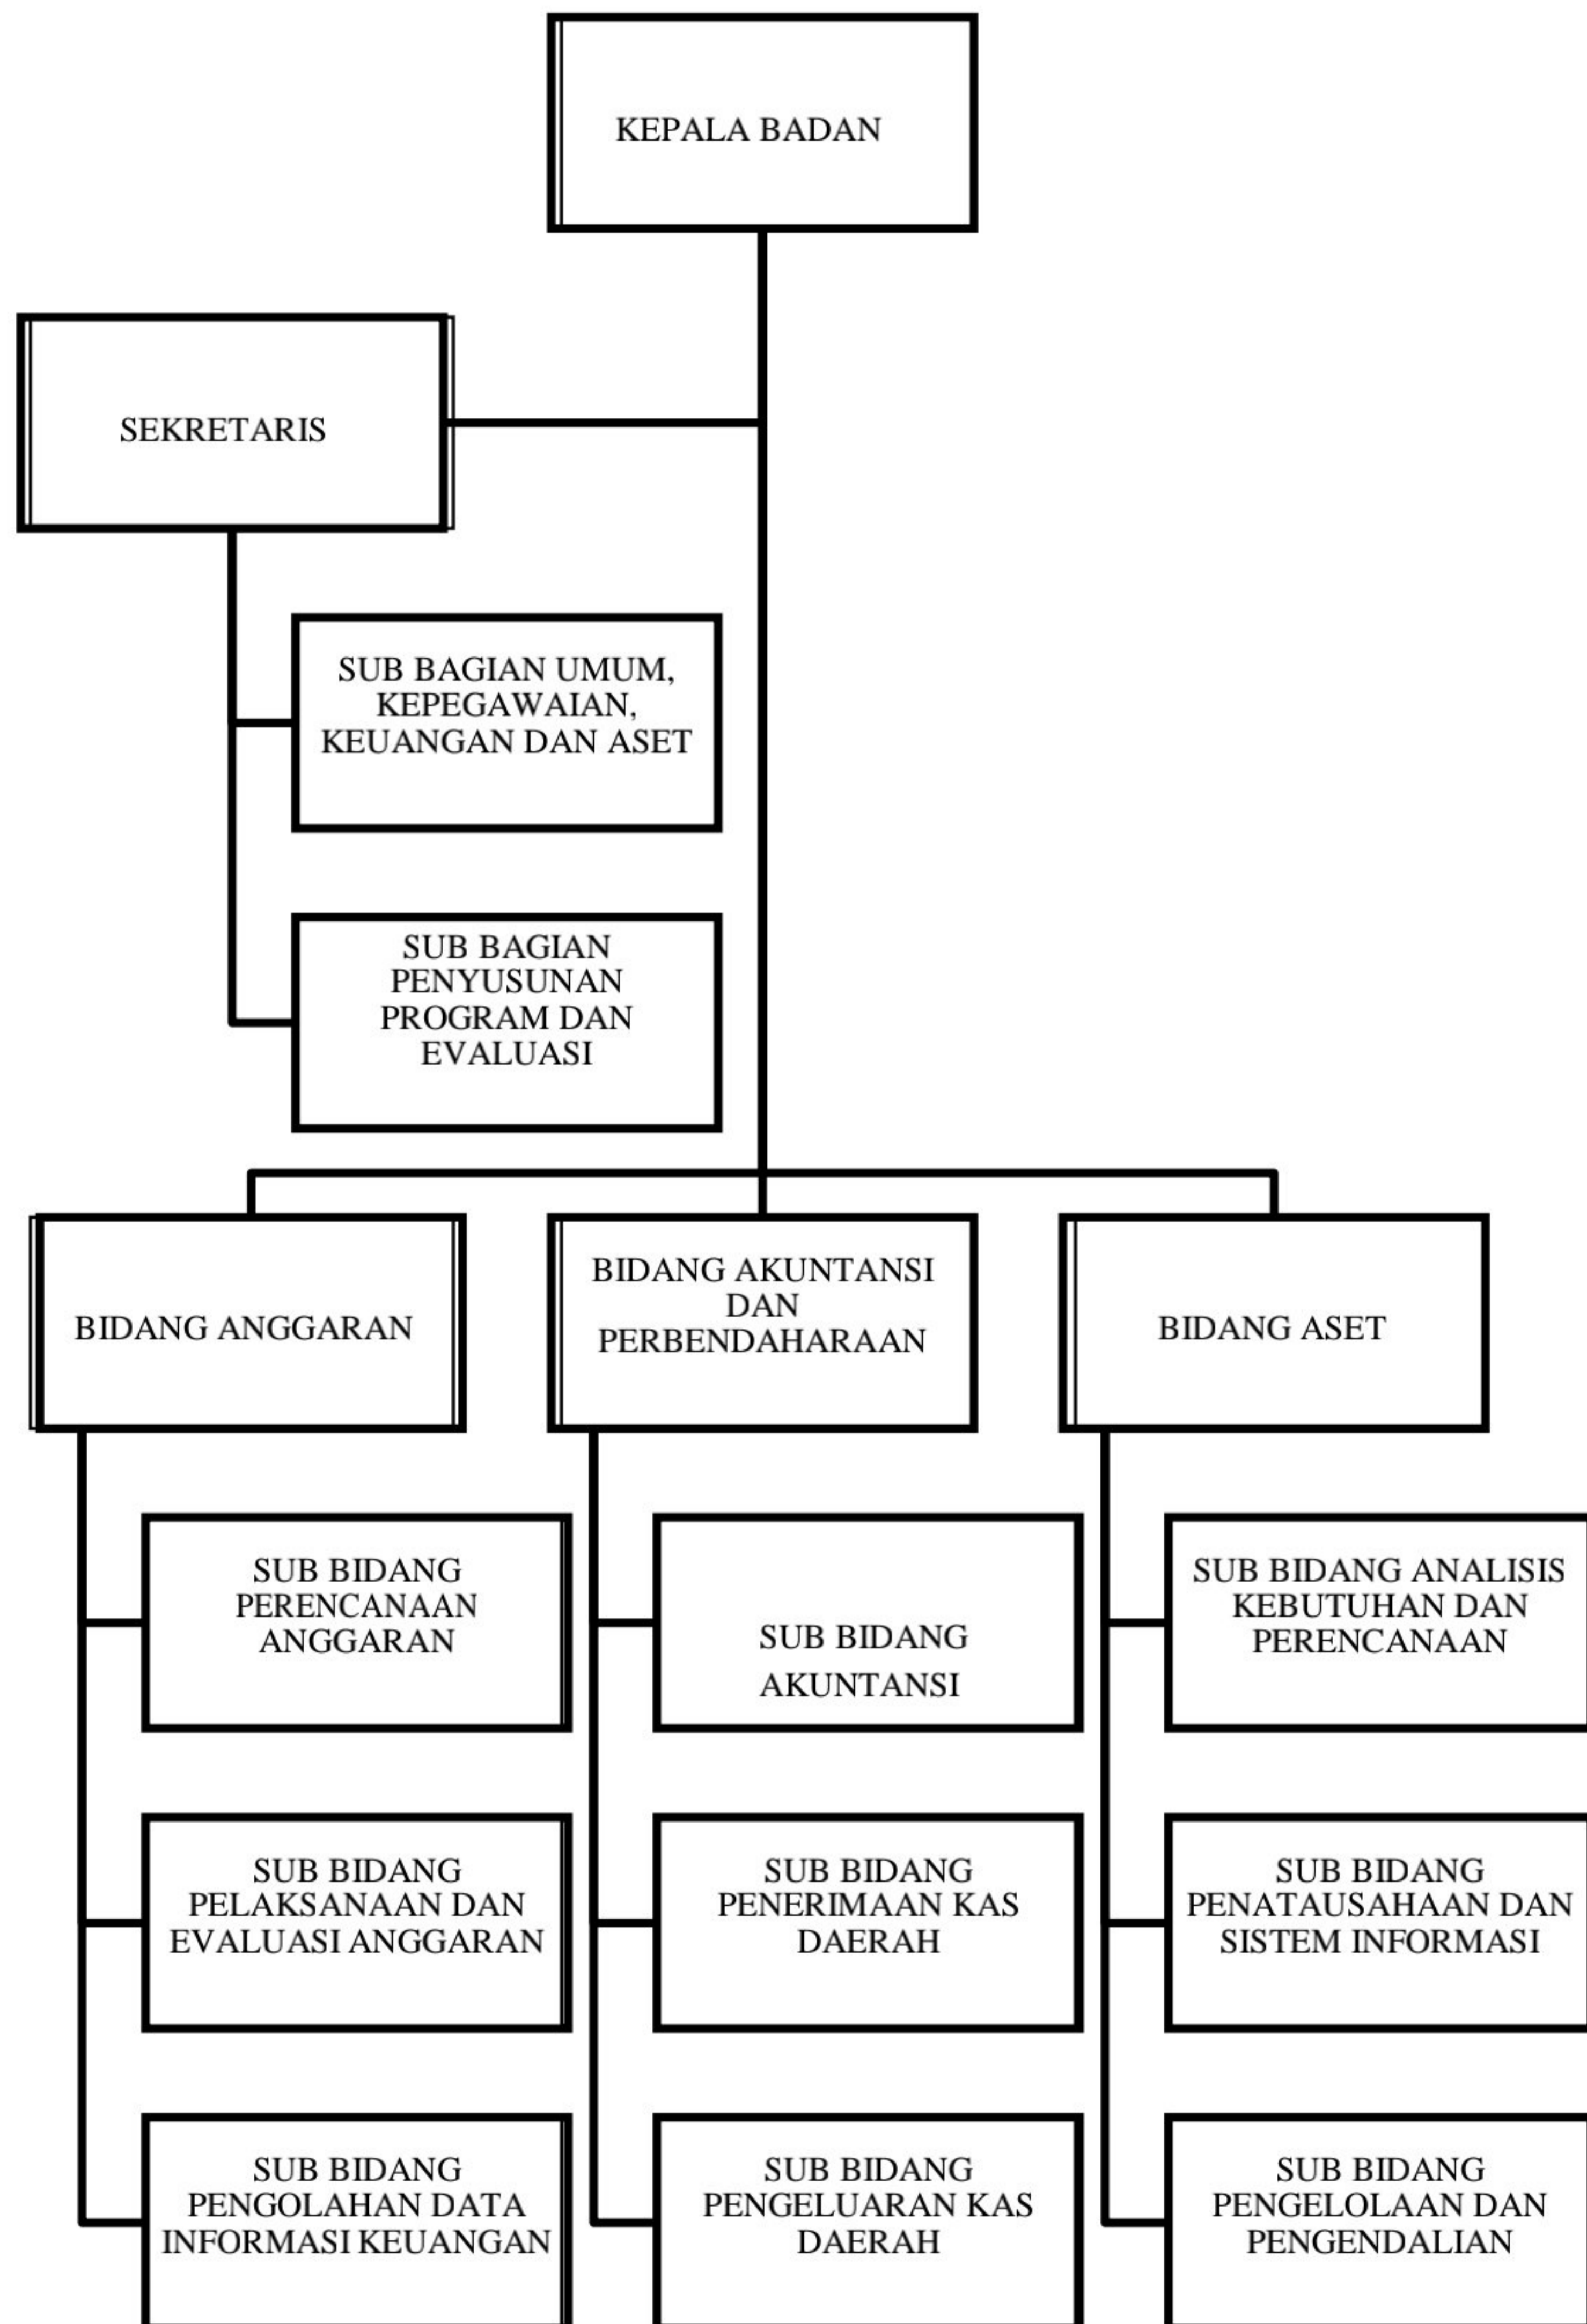 KEPALA BADAN
SEKRETARIS
SUB BAGIAN UMUM,
KEPEGAWAIAN,
KEUANGAN DAN ASET
SUB BAGIAN
PENYUSUNAN
PROGRAM DAN
EVALUASI
BIDANG ANGGARAN
BIDANG AKUNTANSI
DAN
PERBENDAHARAAN
BIDANG ASET
SUB BIDANG
PERENCANAAN
ANGGARAN
SUB BIDANG
AKUNTANSI
SUB BIDANG ANALISIS
KEBUTUHAN DAN
PERENCANAAN
SUB BIDANG
PELAKSANAAN DAN
EVALUASI ANGGARAN
SUB BIDANG
PENERIMAAN KAS
DAERAH
SUB BIDANG
PENATAUSAHAAN DAN
SISTEM INFORMASI
SUB BIDANG
PENGOLAHAN DATA
INFORMASI KEUANGAN
SUB BIDANG
PENGELUARAN KAS
DAERAH
SUB BIDANG
PENGELOLAAN DAN
PENGENDALIAN